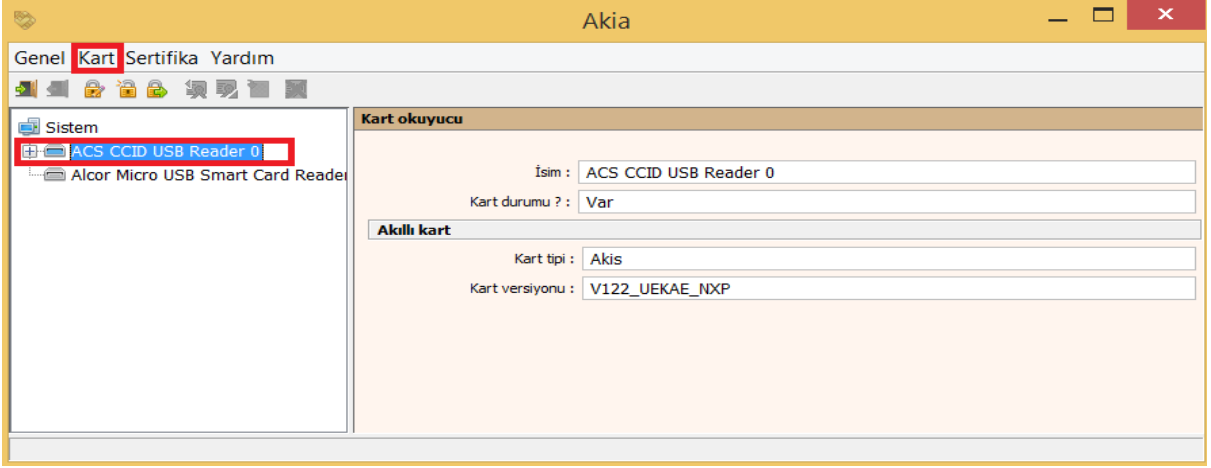 Akia
Genel Kart Sertifika Yardım
Sistem
ACS CCID USB Reader 0
Alcor Micro USB Smart Card Reader
Kart okuyucu
İsim : ACS CCID USB Reader 0
Kart durumu ? : Var
Akıllı kart
Kart tipi : Akis
Kart versiyonu : V122_UEKAE_NXP